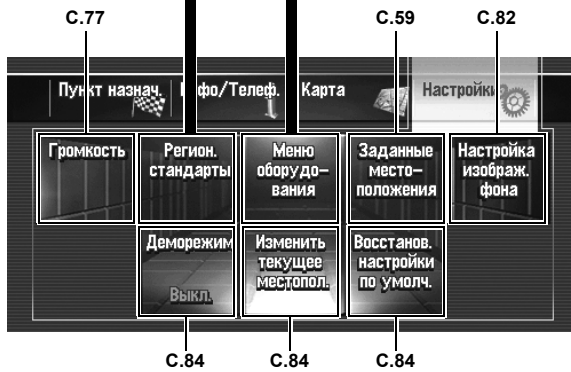 С.77 С.59 С.82
Пункт назнач. фо/Телеф. Карта Настройки
Громкость Регион. Меню Заданные Настройка
стандарты оборудо– место– изображ.
вания положения фона
Деморежим Изменить Восстанов.
текущее настройки
Выкл. местопол. по умолч.
С.84 С.84 С.84